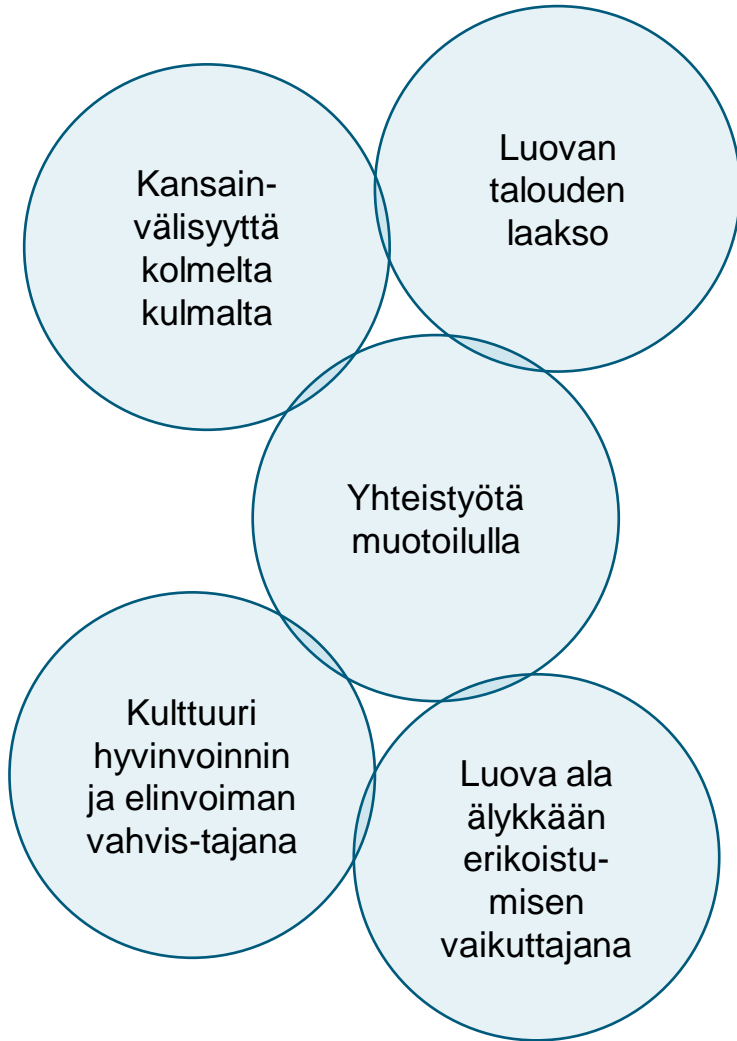 Kansain-
välisyyttä
kolmelta
kulmalta
Luovan
talouden
laakso
Yhteistyötä
muotoilulla
Kulttuuri
hyvinvoinnin
ja elinvoiman
vahvis-tajana
Luova ala
älykkään
erikoistu-
misen
vaikuttajana